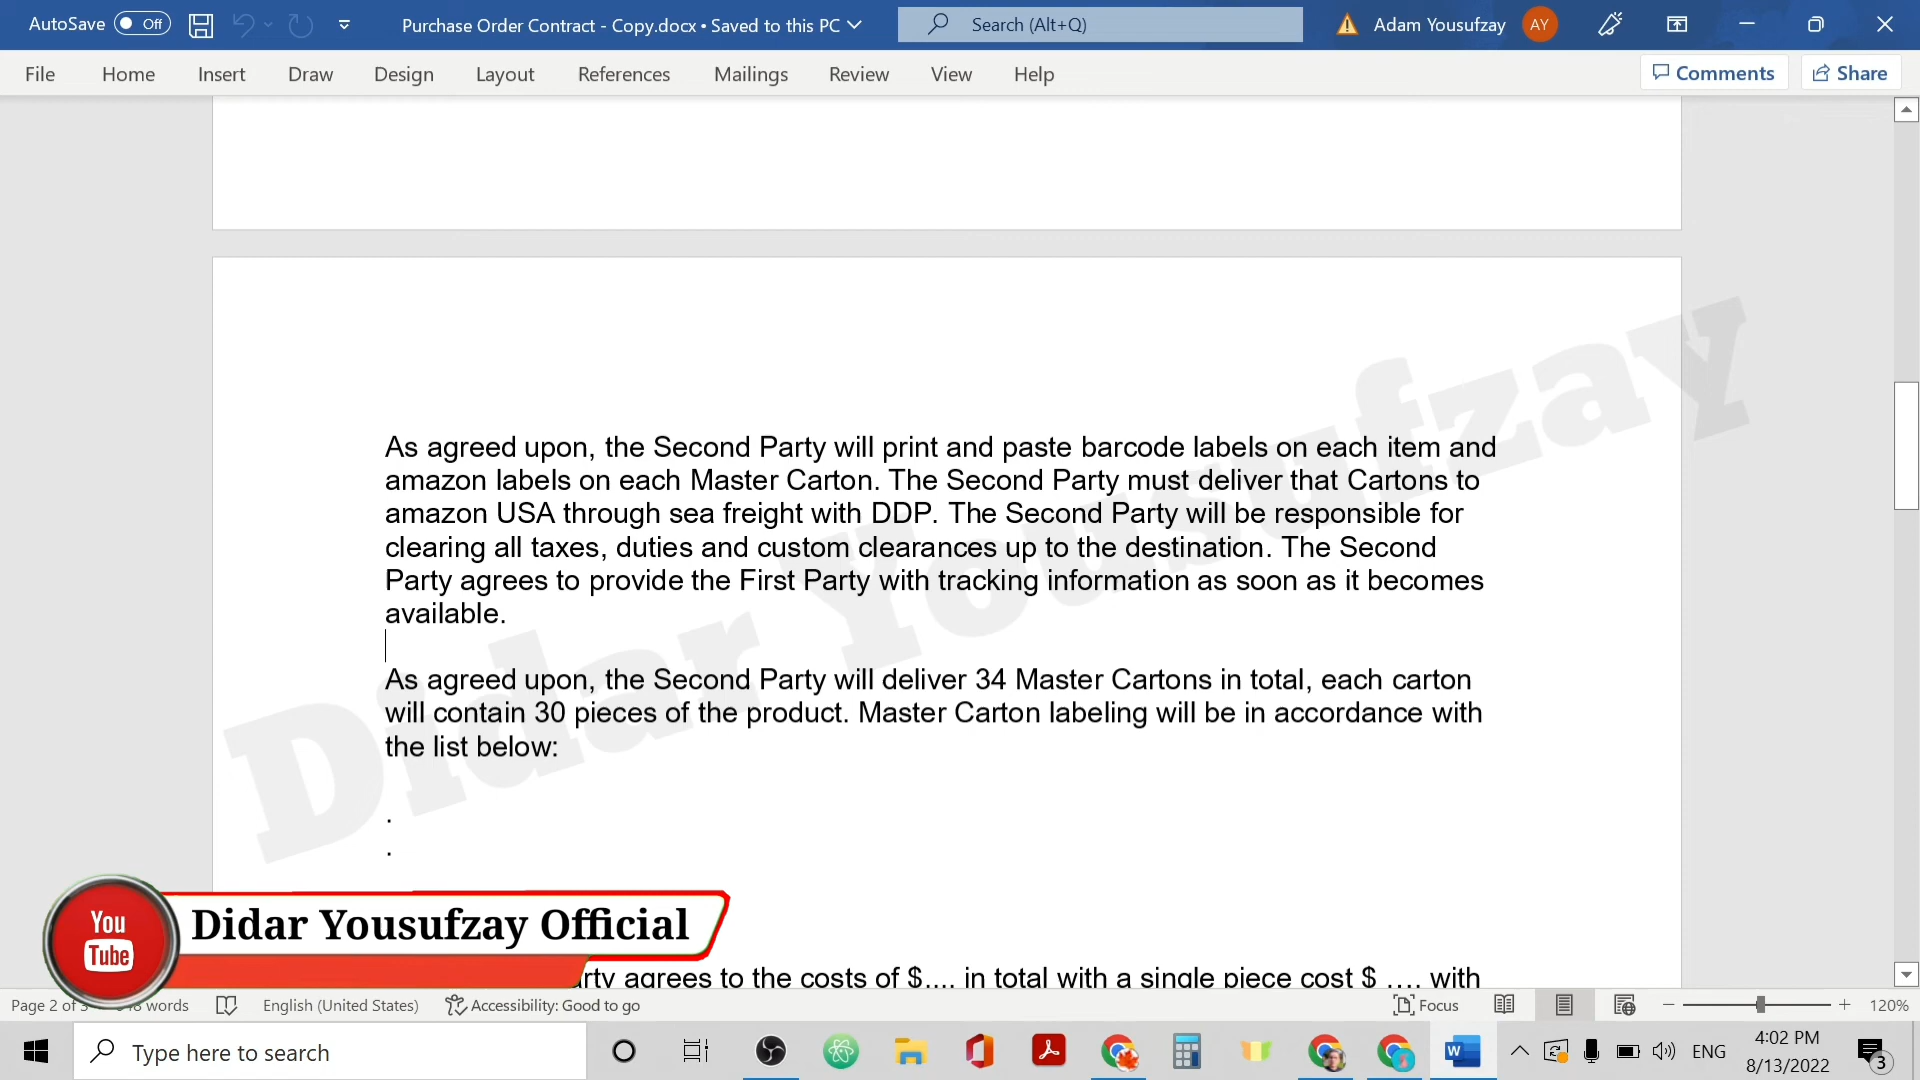 AutoSave Off Purchase Order Contract - Copy.docx • Saved to this PC Search (Alt+Q) Adam Yousufzay AY
File Home Insert Draw Design Layout References Mailings Review View Help Comments Share
As agreed upon, the Second Party will print and paste barcode labels on each item and
amazon labels on each Master Carton. The Second Party must deliver that Cartons to
amazon USA through sea freight with DDP. The Second Party will be responsible for
clearing all taxes, duties and custom clearances up to the destination. The Second
Party agrees to provide the First Party with tracking information as soon as it becomes
available.
As agreed upon, the Second Party will deliver 34 Master Cartons in total, each carton
will contain 30 pieces of the product. Master Carton labeling will be in accordance with
the list below:
.
.
Didar Yousufzay
You
Tube
Didar Yousufzay Official
agrees to the costs of $.... in total with a single piece cost $ .... with
Page 2 of words English (United States) Accessibility: Good to go Focus 120%
Type here to search ENG
4:02 PM
8/13/2022
3